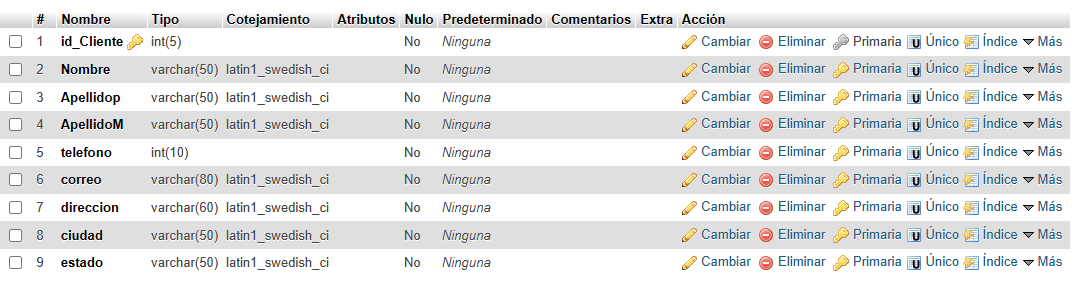 # Nombre Tipo Cotejamiento Atributos Nulo Predeterminado Comentarios Extra Acción
1 id_Cliente int(5) No Ninguna Cambiar Eliminar Primaria Único Índice Más
2 Nombre varchar(50) latin1_swedish_ci No Ninguna Cambiar Eliminar Primaria Único Índice Más
3 Apellidop varchar(50) latin1_swedish_ci No Ninguna Cambiar Eliminar Primaria Único Índice Más
4 ApellidoM varchar(50) latin1_swedish_ci No Ninguna Cambiar Eliminar Primaria Único Índice Más
5 telefono int(10) No Ninguna Cambiar Eliminar Primaria Único Índice Más
6 correo varchar(80) latin1_swedish_ci No Ninguna Cambiar Eliminar Primaria Único Índice Más
7 direccion varchar(60) latin1_swedish_ci No Ninguna Cambiar Eliminar Primaria Único Índice Más
8 ciudad varchar(50) latin1_swedish_ci No Ninguna Cambiar Eliminar Primaria Único Índice Más
9 estado varchar(50) latin1_swedish_ci No Ninguna Cambiar Eliminar Primaria Único Índice Más